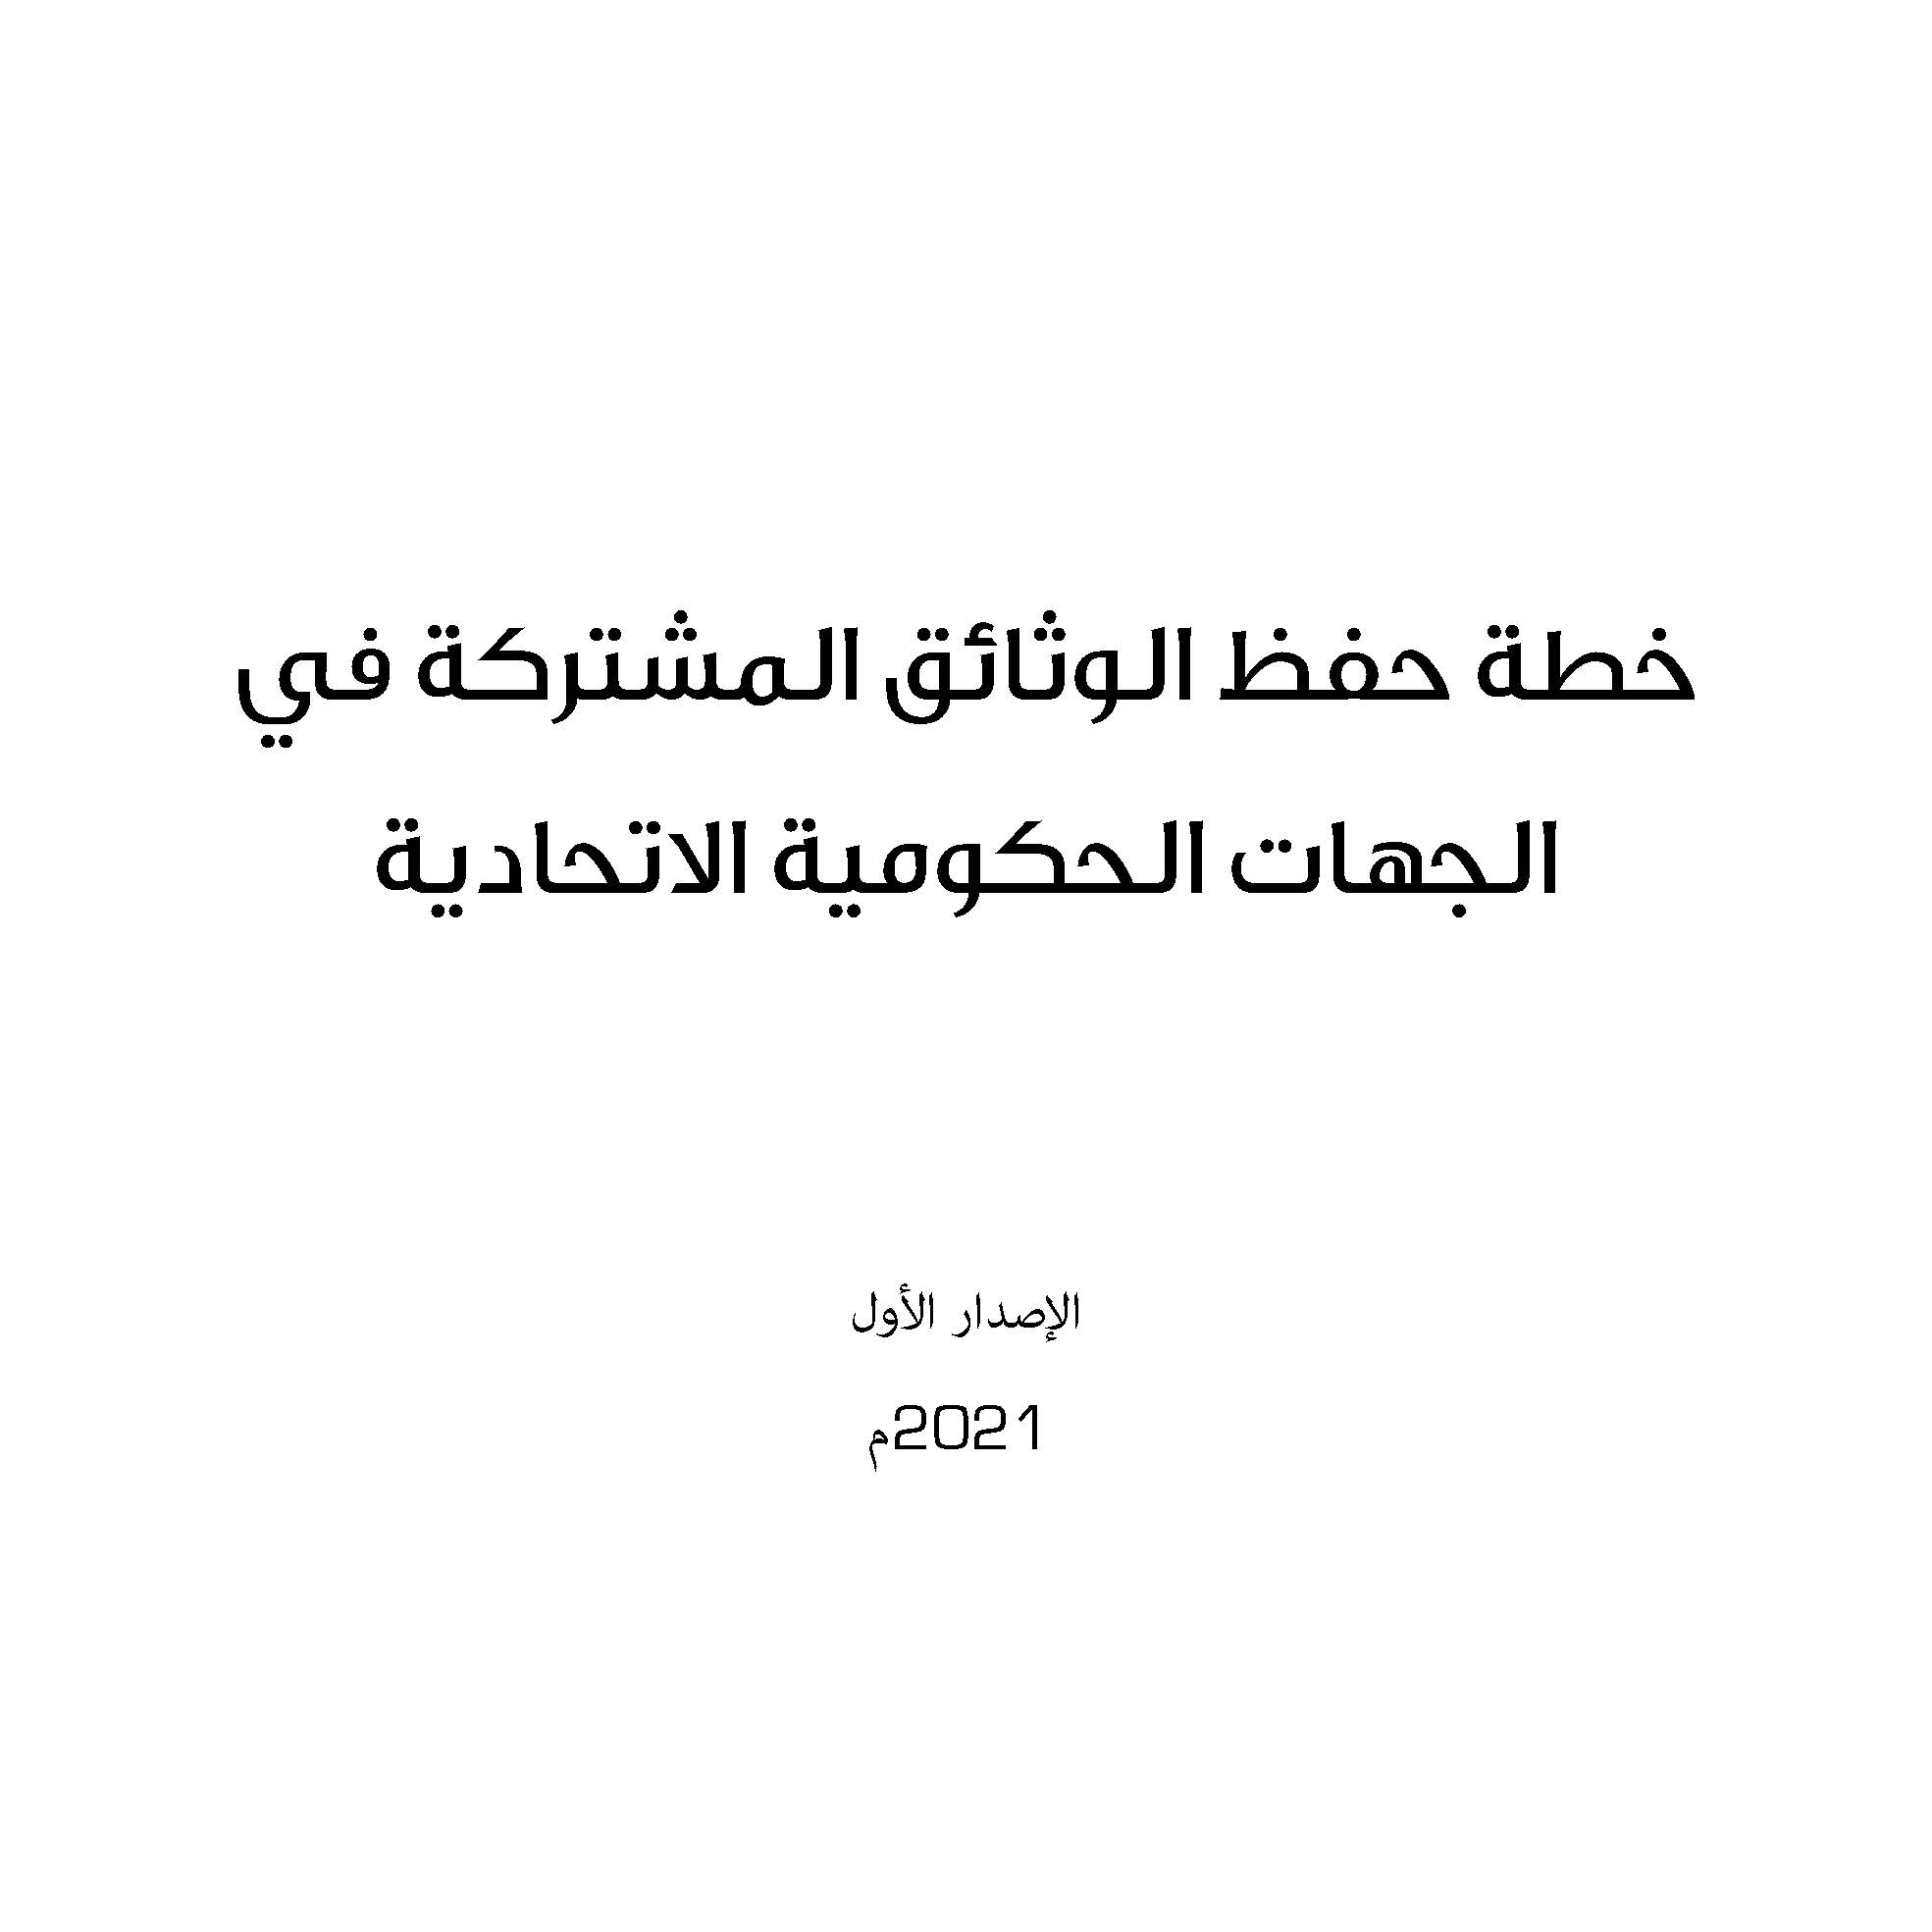 خطة حفظ الوثائق المشتركة في
الجهات الحكومية الاتحادية
الإصدار الأول
2021م